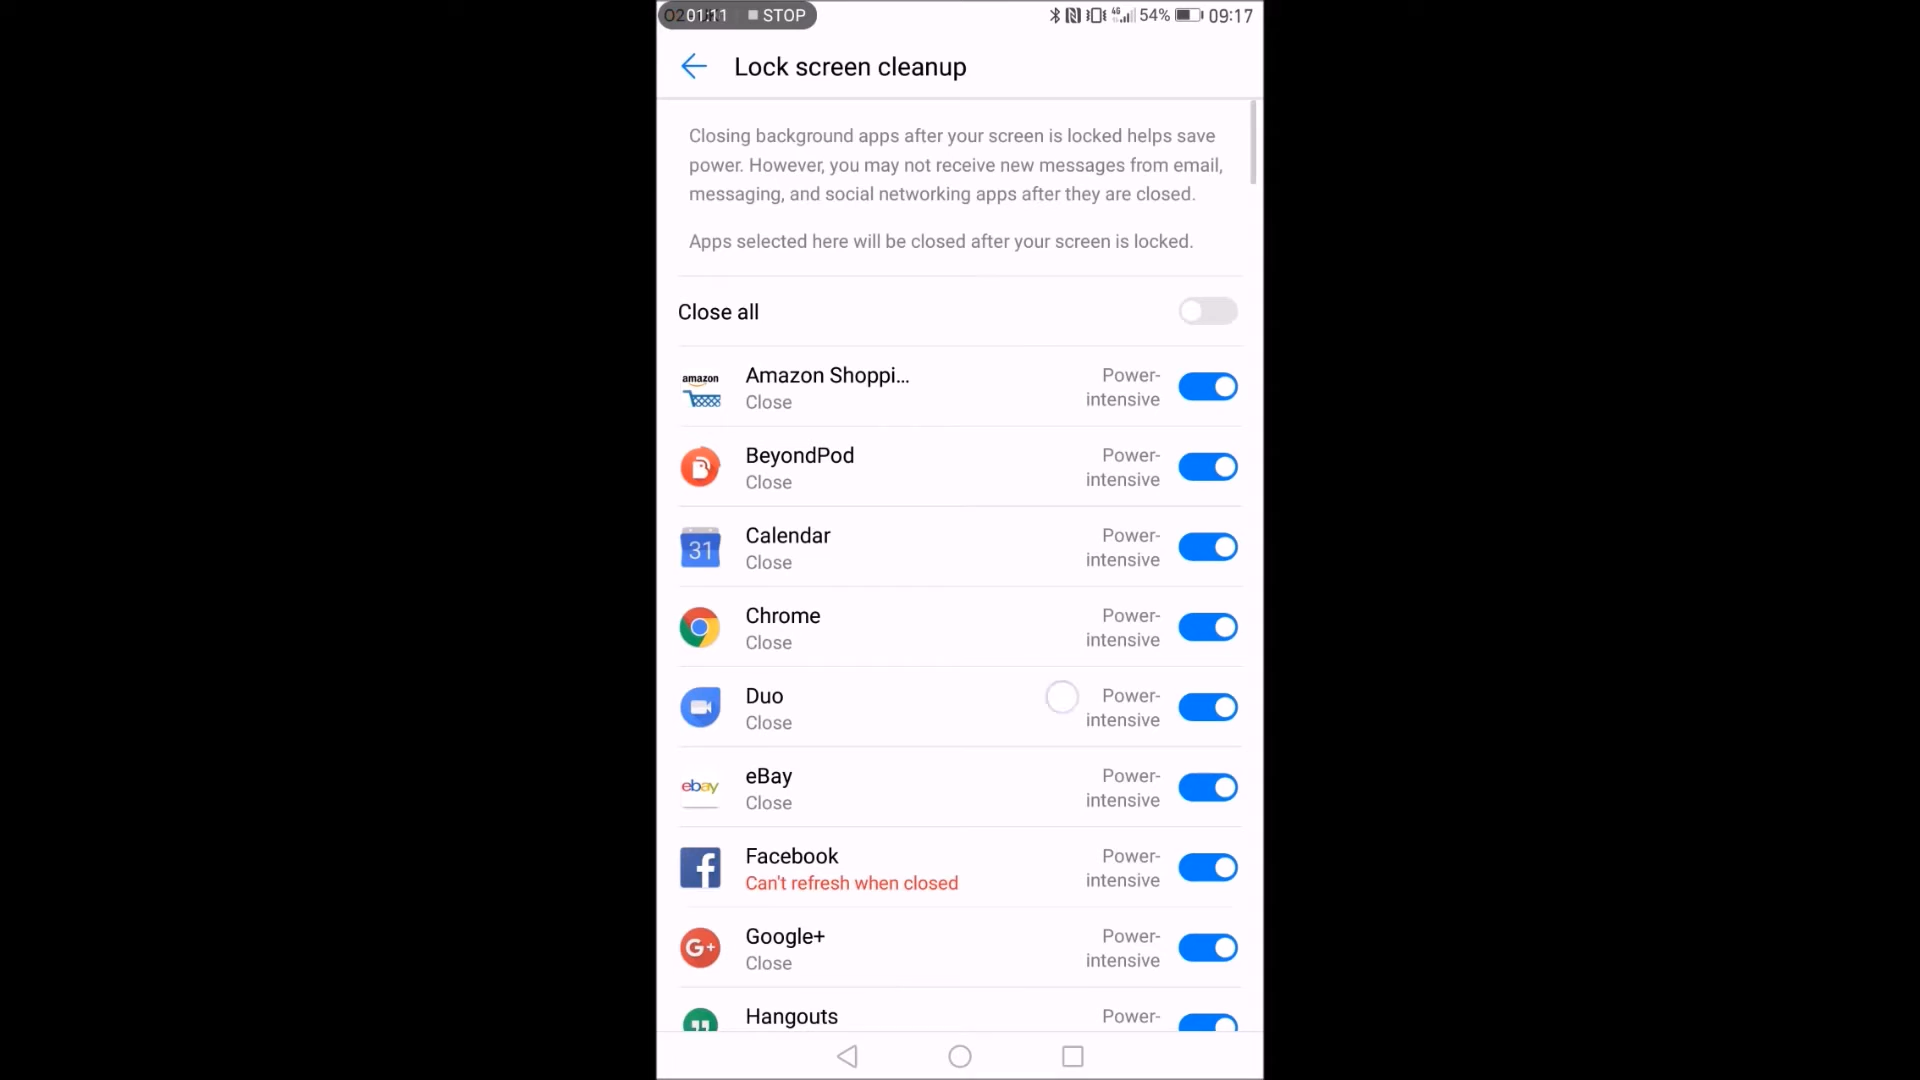 01:11 STOP 4G 54% 09:17
Lock screen cleanup
Closing background apps after your screen is locked helps save
power. However, you may not receive new messages from email,
messaging, and social networking apps after they are closed.
Apps selected here will be closed after your screen is locked.
Close all
amazon
Amazon Shoppi...
Close
Power-
intensive
BeyondPod
Close
Power-
intensive
31
Calendar
Close
Power-
intensive
Chrome
Close
Power-
intensive
Duo
Close
Power-
intensive
ebay
eBay
Close
Power-
intensive
f
Facebook
Can't refresh when closed
Power-
intensive
G+
Google+
Close
Power-
intensive
Hangouts
Power-